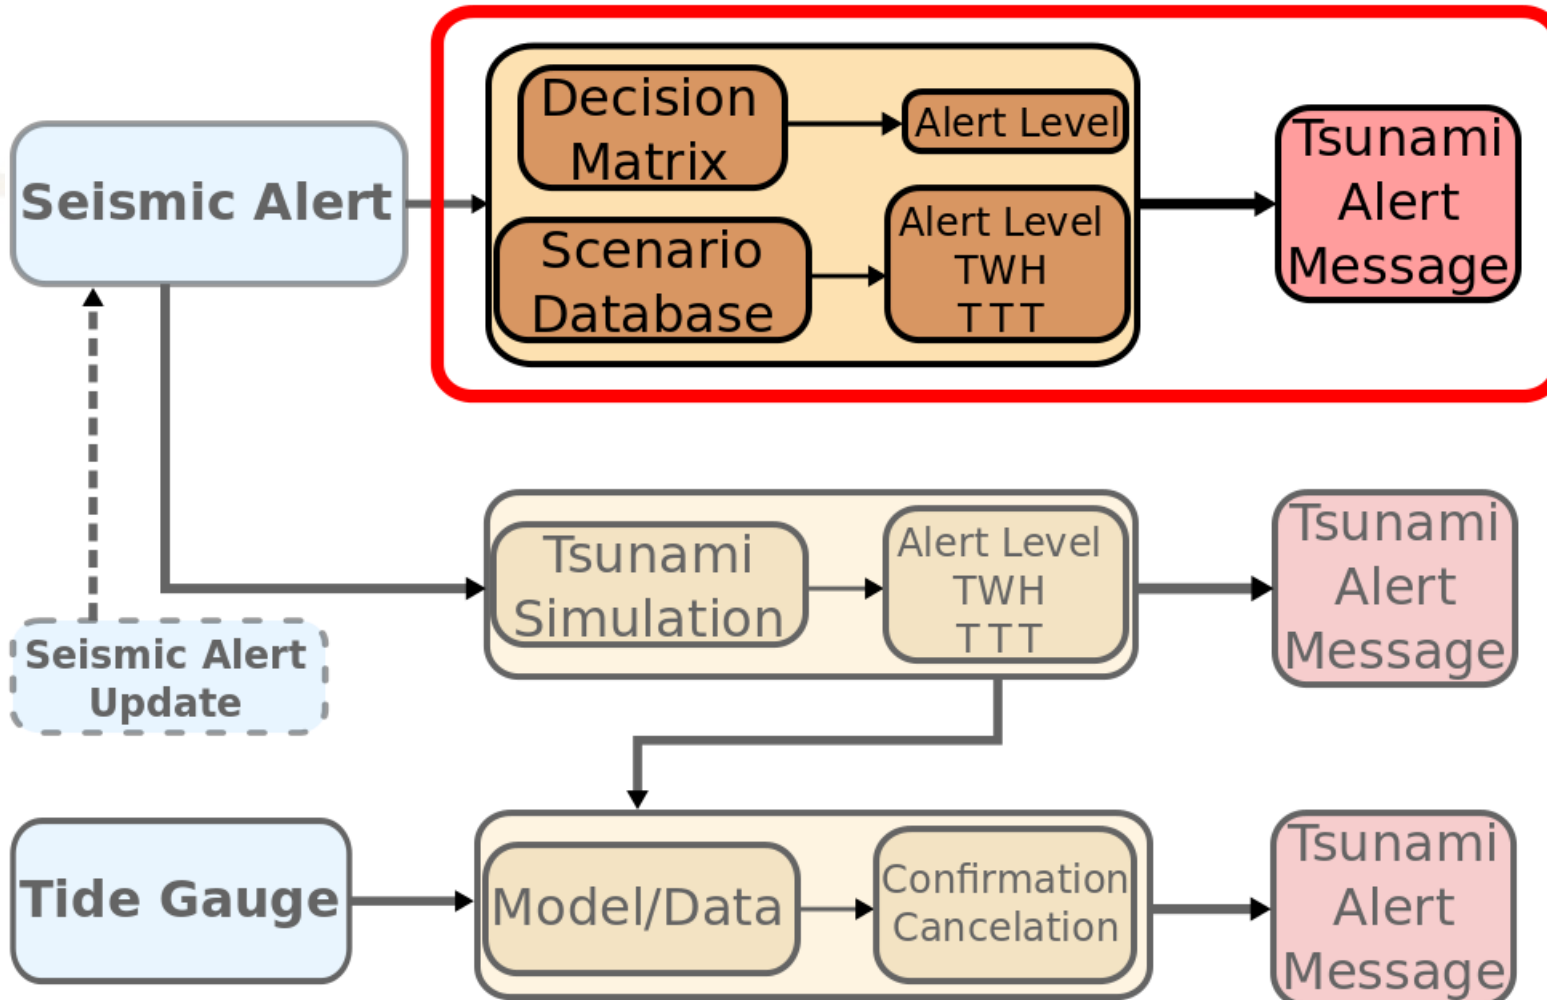 Seismic Alert
Decision
Matrix
Alert Level
Scenario
Database
Alert Level
TWH
TTT
Tsunami
Alert
Message
Seismic Alert
Update
Tsunami
Simulation
Alert Level
TWH
TTT
Tsunami
Alert
Message
Tide Gauge
Model/Data
Confirmation
Cancelation
Tsunami
Alert
Message